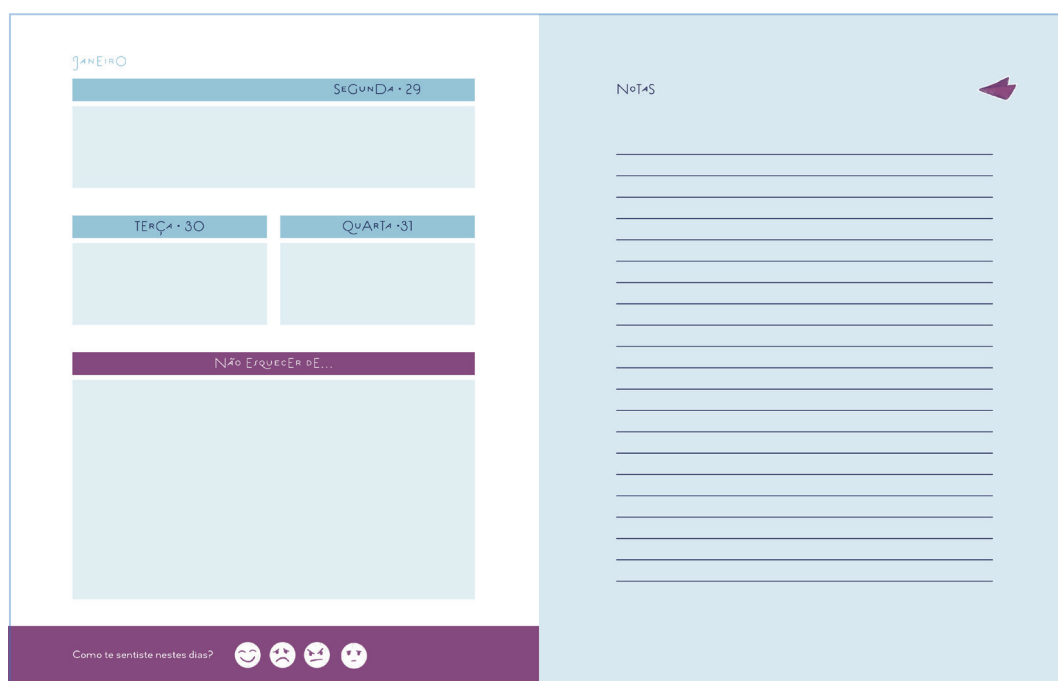 JANEIRO
SEGUNDA • 29
TERÇA • 30
QUARTA •31
NÃO ESQUECER DE...
Como te sentiste nestes dias?
NOTAS